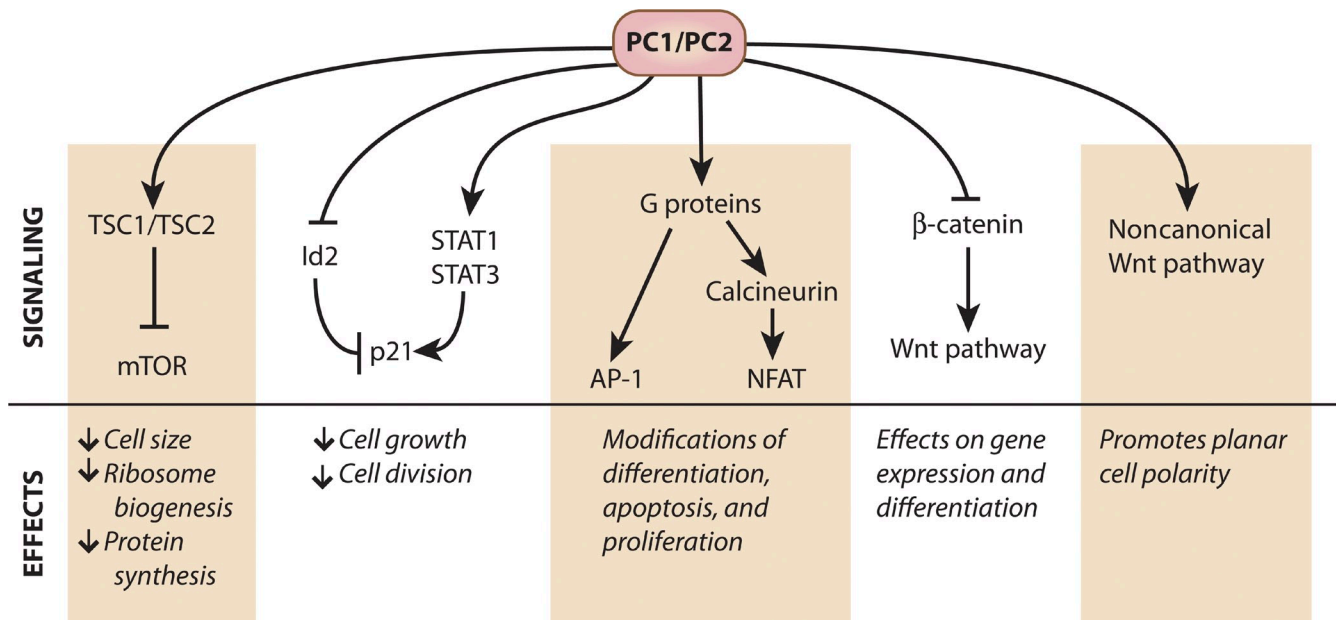 PC1/PC2
SIGNALING
TSC1/TSC2
mTOR
Id2
STAT1
STAT3
p21
G proteins
Calcineurin
AP-1
NFAT
β-catenin
Wnt pathway
Noncanonical
Wnt pathway
EFFECTS
↓ Cell size
↓ Ribosome
biogenesis
↓ Protein
synthesis
↓ Cell growth
↓ Cell division
Modifications of
differentiation,
apoptosis, and
proliferation
Effects on gene
expression and
differentiation
Promotes planar
cell polarity